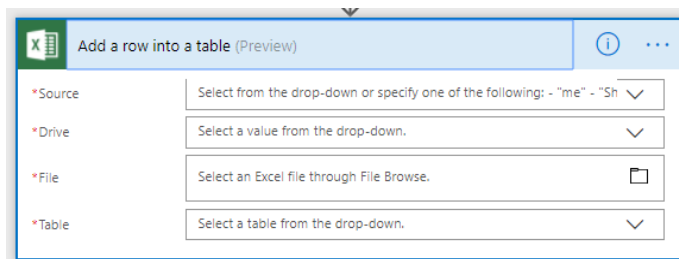 Add a row into a table (Preview)
*Source
Select from the drop-down or specify one of the following: - "me" - "Sh
*Drive
Select a value from the drop-down.
*File
Select an Excel file through File Browse.
*Table
Select a table from the drop-down.